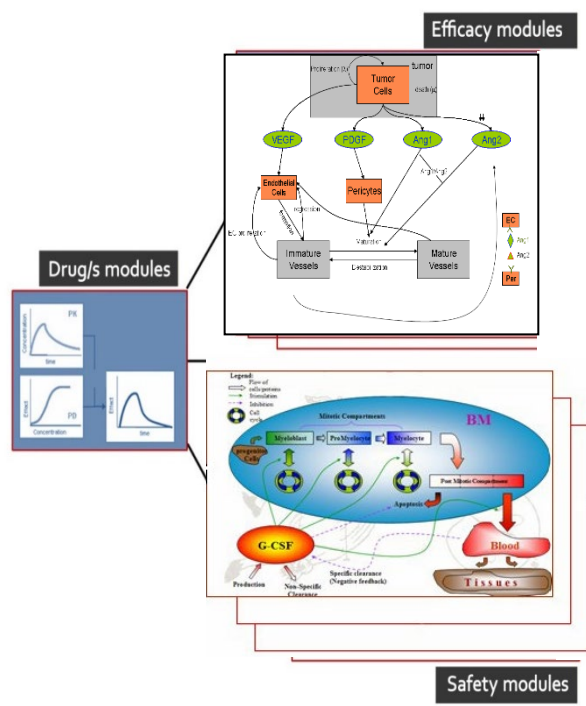 Efficacy modules
tumor
Proliferation (λ)
Tumor
Cells
death (μ)
VEGF
PDGF
Ang1
Ang2
Endothelial
Cells
Pericytes
regression
EC proliferation
Maturation
Immature
Vessels
Mature
Vessels
Destabilization
EC
Ang1
Ang2
Per
Drug/s modules
PK
Concentration
time
PD
Effect
Concentration
Effect
time
Legend:
Flow of
cells/proteins
Stimulation
Inhibition
Cell
cycle
Mitotic Compartments
BM
Myeloblast
ProMyelocyte
Myelocyte
progenitor
Cells
Post Mitotic Compartment
Apoptosis
G-CSF
Blood
Production
Non-Specific
Clearance
Specific clearance
(Negative feedback)
Tissues
Safety modules